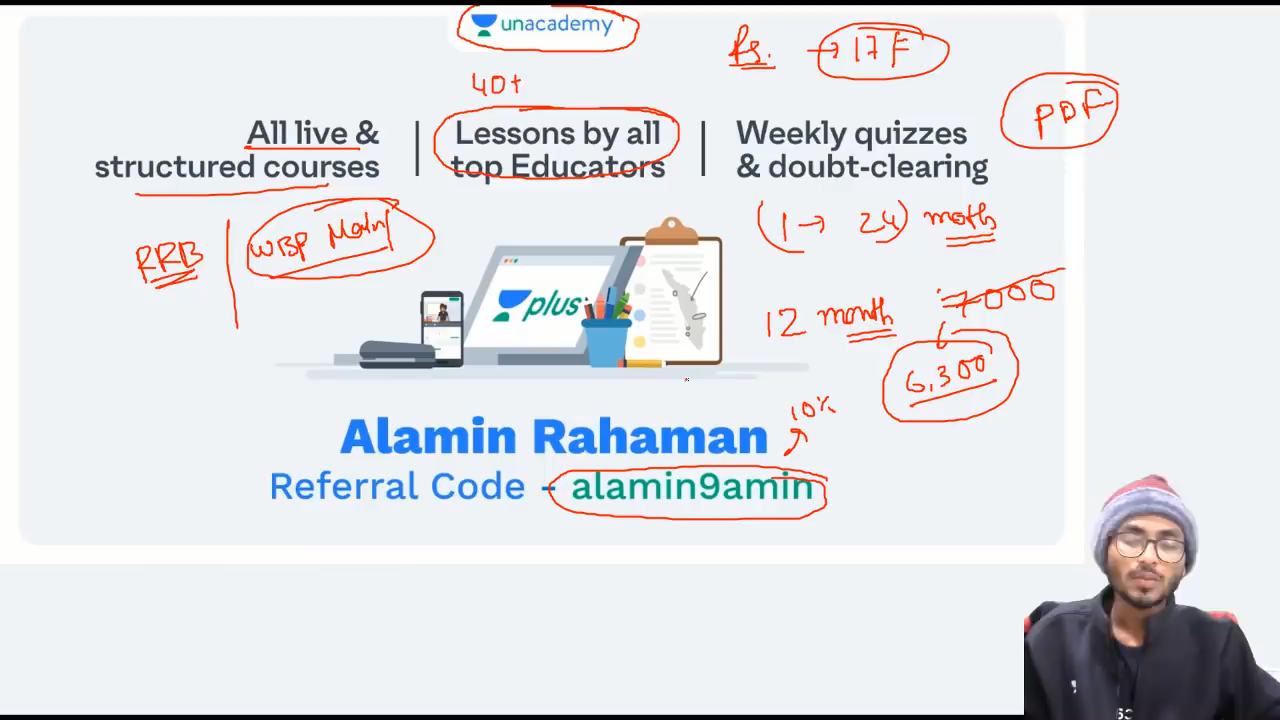 unacademy
Rs. → 17 F
40+
PDF
All live &
structured courses
Lessons by all
top Educators
Weekly quizzes
& doubt-clearing
(1 → 24) moth
RRB
WBP Main
plus
12 month
7000
6,300
10%
Alamin Rahaman
Referral Code - alamin9amin